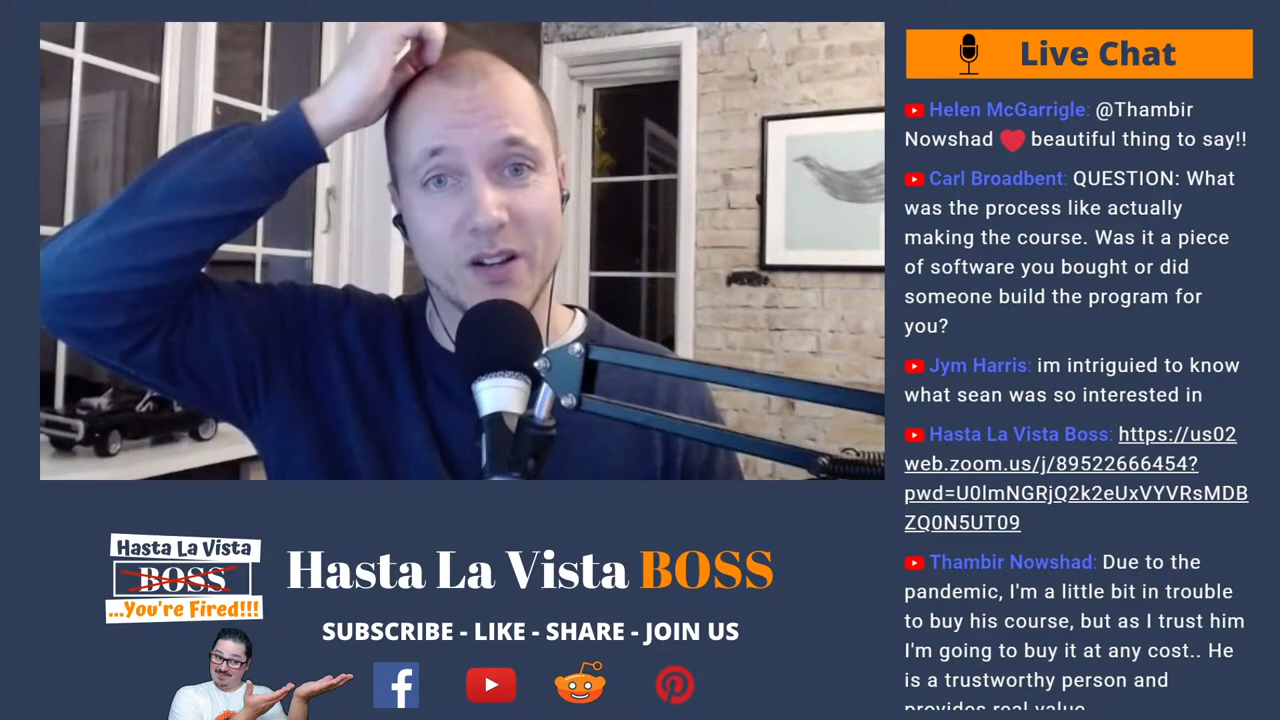 Live Chat
Helen McGarrigle: @Thambir
Nowshad ❤️ beautiful thing to say!!
Carl Broadbent: QUESTION: What
was the process like actually
making the course. Was it a piece
of software you bought or did
someone build the program for
you?
Jym Harris: im intriguied to know
what sean was so interested in
Hasta La Vista Boss: https://us02
web.zoom.us/j/89522666454?
pwd=U0lmNGRjQ2k2eUxVYVRsMDB
ZQ0N5UT09
Thambir Nowshad: Due to the
pandemic, I'm a little bit in trouble
to buy his course, but as I trust him
I'm going to buy it at any cost.. He
is a trustworthy person and
provides real value
Hasta La Vista
BOSS
...You're Fired!!!
Hasta La Vista BOSS
SUBSCRIBE - LIKE - SHARE - JOIN US